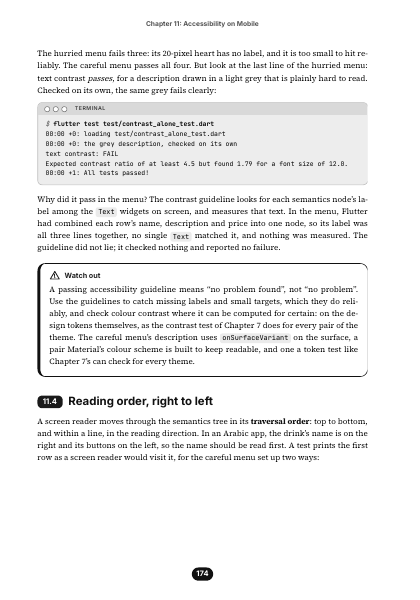 Chapter 11: Accessibility on Mobile
The hurried menu fails three: its 20-pixel heart has no label, and it is too small to hit re-
liably. The careful menu passes all four. But look at the last line of the hurried menu:
text contrast passes, for a description drawn in a light grey that is plainly hard to read.
Checked on its own, the same grey fails clearly:
TERMINAL
$ flutter test test/contrast_alone_test.dart
00:00 +0: loading test/contrast_alone_test.dart
00:00 +0: the grey description, checked on its own
text contrast: FAIL
Expected contrast ratio of at least 4.5 but found 1.79 for a font size of 12.0.
00:00 +1: All tests passed!
Why did it pass in the menu? The contrast guideline looks for each semantics node's la-
bel among the Text widgets on screen, and measures that text. In the menu, Flutter
had combined each row's name, description and price into one node, so its label was
all three lines together, no single Text matched it, and nothing was measured. The
guideline did not lie; it checked nothing and reported no failure.
Watch out
A passing accessibility guideline means “no problem found”, not “no problem”.
Use the guidelines to catch missing labels and small targets, which they do reli-
ably, and check colour contrast where it can be computed for certain: on the de-
sign tokens themselves, as the contrast test of Chapter 7 does for every pair of the
theme. The careful menu's description uses onSurfaceVariant on the surface, a
pair Material's colour scheme is built to keep readable, and one a token test like
Chapter 7's can check for every theme.
11.4 Reading order, right to left
A screen reader moves through the semantics tree in its traversal order: top to bottom,
and within a line, in the reading direction. In an Arabic app, the drink's name is on the
right and its buttons on the left, so the name should be read first. A test prints the first
row as a screen reader would visit it, for the careful menu set up two ways:
174